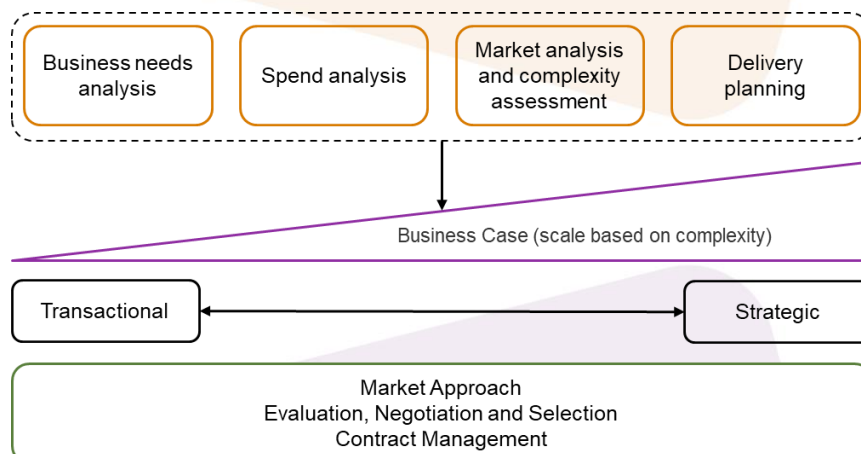 Business needs
analysis
Spend analysis
Market analysis
and complexity
assessment
Delivery
planning
Business Case (scale based on complexity)
Transactional
Strategic
Market Approach
Evaluation, Negotiation and Selection
Contract Management